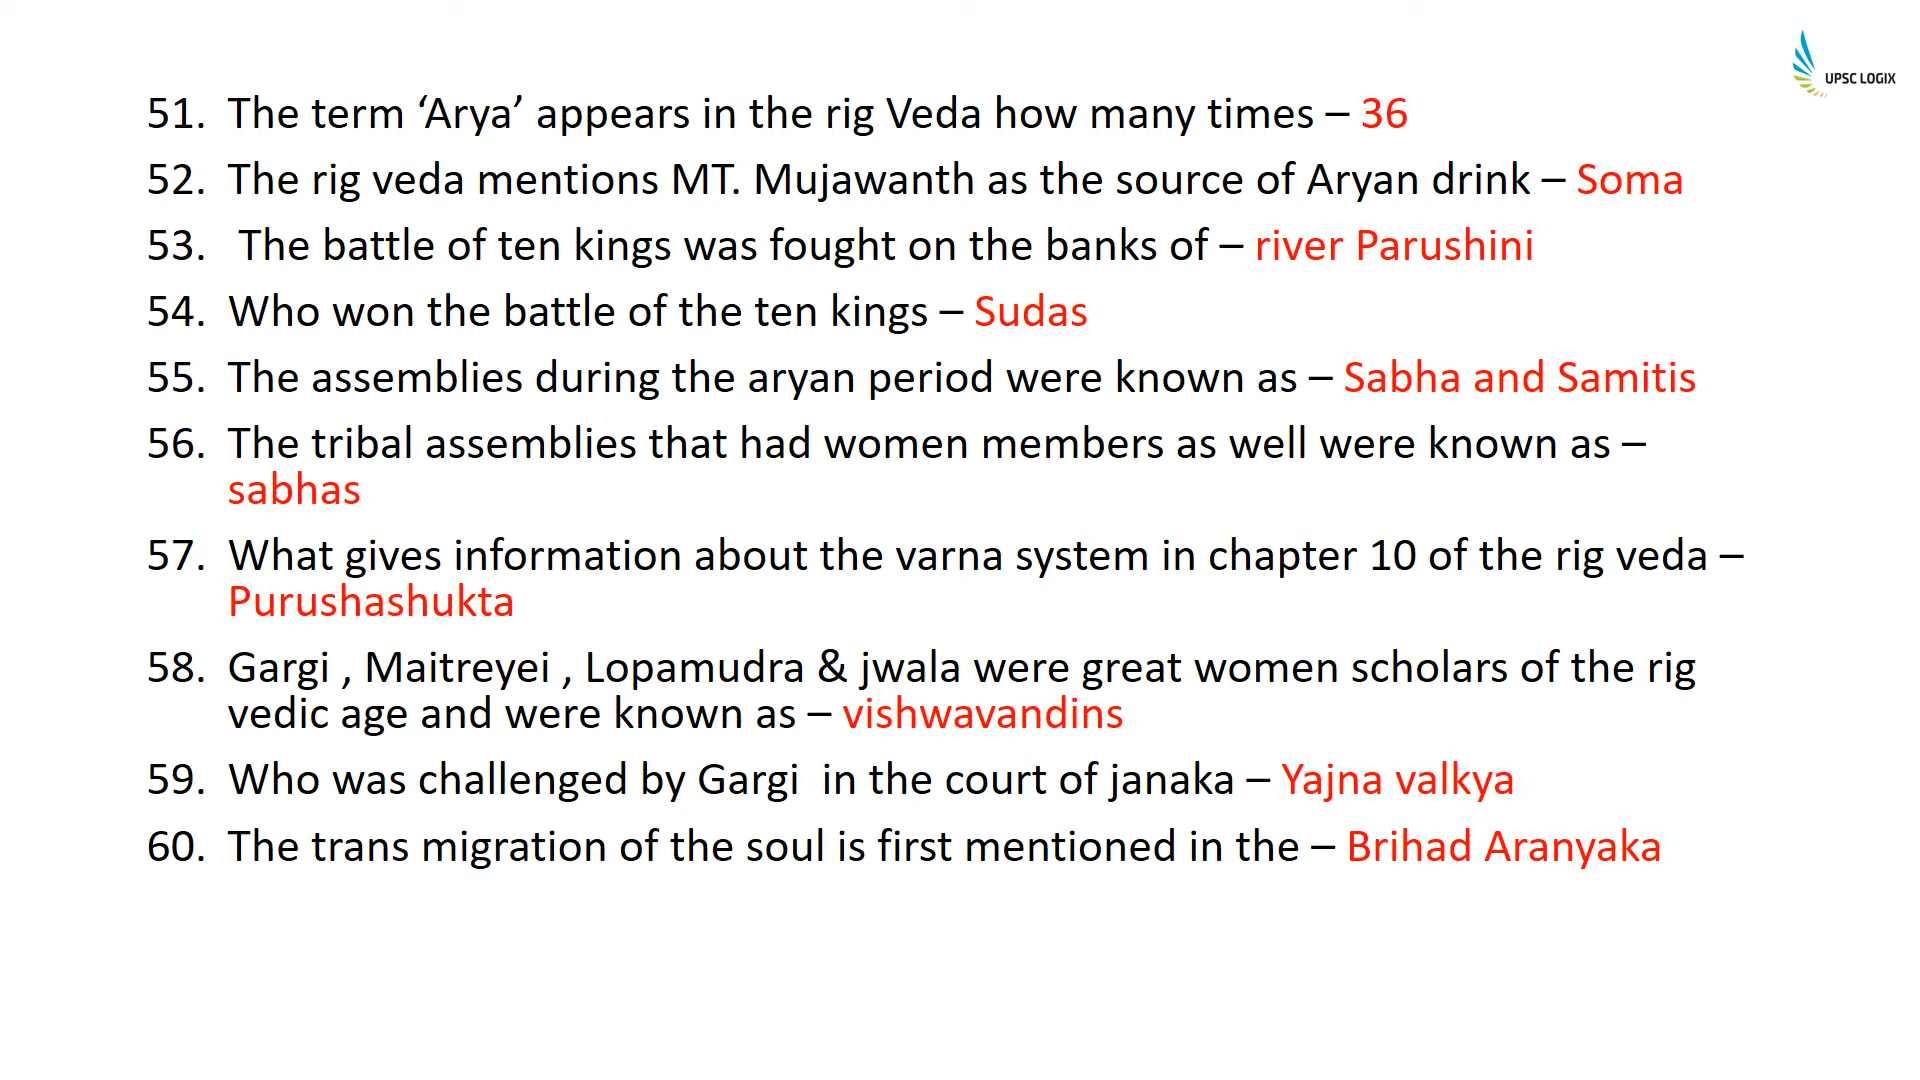 UPSC LOGIX
51. The term ‘Arya’ appears in the rig Veda how many times – 36
52. The rig veda mentions MT. Mujawanth as the source of Aryan drink – Soma
53. The battle of ten kings was fought on the banks of – river Parushini
54. Who won the battle of the ten kings – Sudas
55. The assemblies during the aryan period were known as – Sabha and Samitis
56. The tribal assemblies that had women members as well were known as –
sabhas
57. What gives information about the varna system in chapter 10 of the rig veda –
Purushashukta
58. Gargi , Maitreyei , Lopamudra & jwala were great women scholars of the rig
vedic age and were known as – vishwavandins
59. Who was challenged by Gargi in the court of janaka – Yajna valkya
60. The trans migration of the soul is first mentioned in the – Brihad Aranyaka